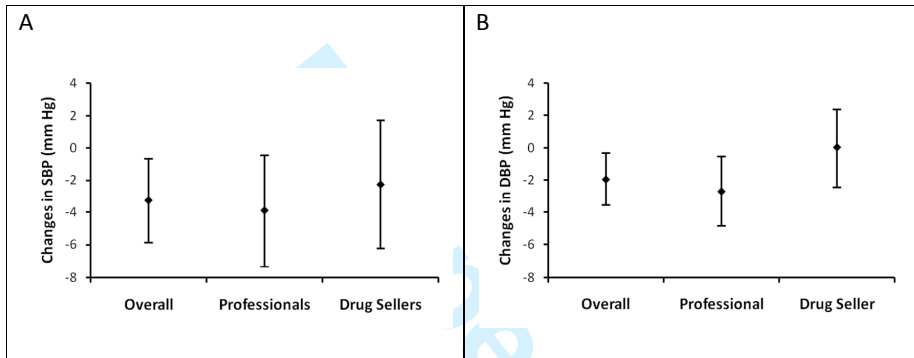 A
Changes in SBP (mm Hg)
4
2
0
-2
-4
-6
-8
Overall
Professionals
Drug Sellers
B
Changes in DBP (mm Hg)
4
2
0
-2
-4
-6
-8
Overall
Professional
Drug Seller